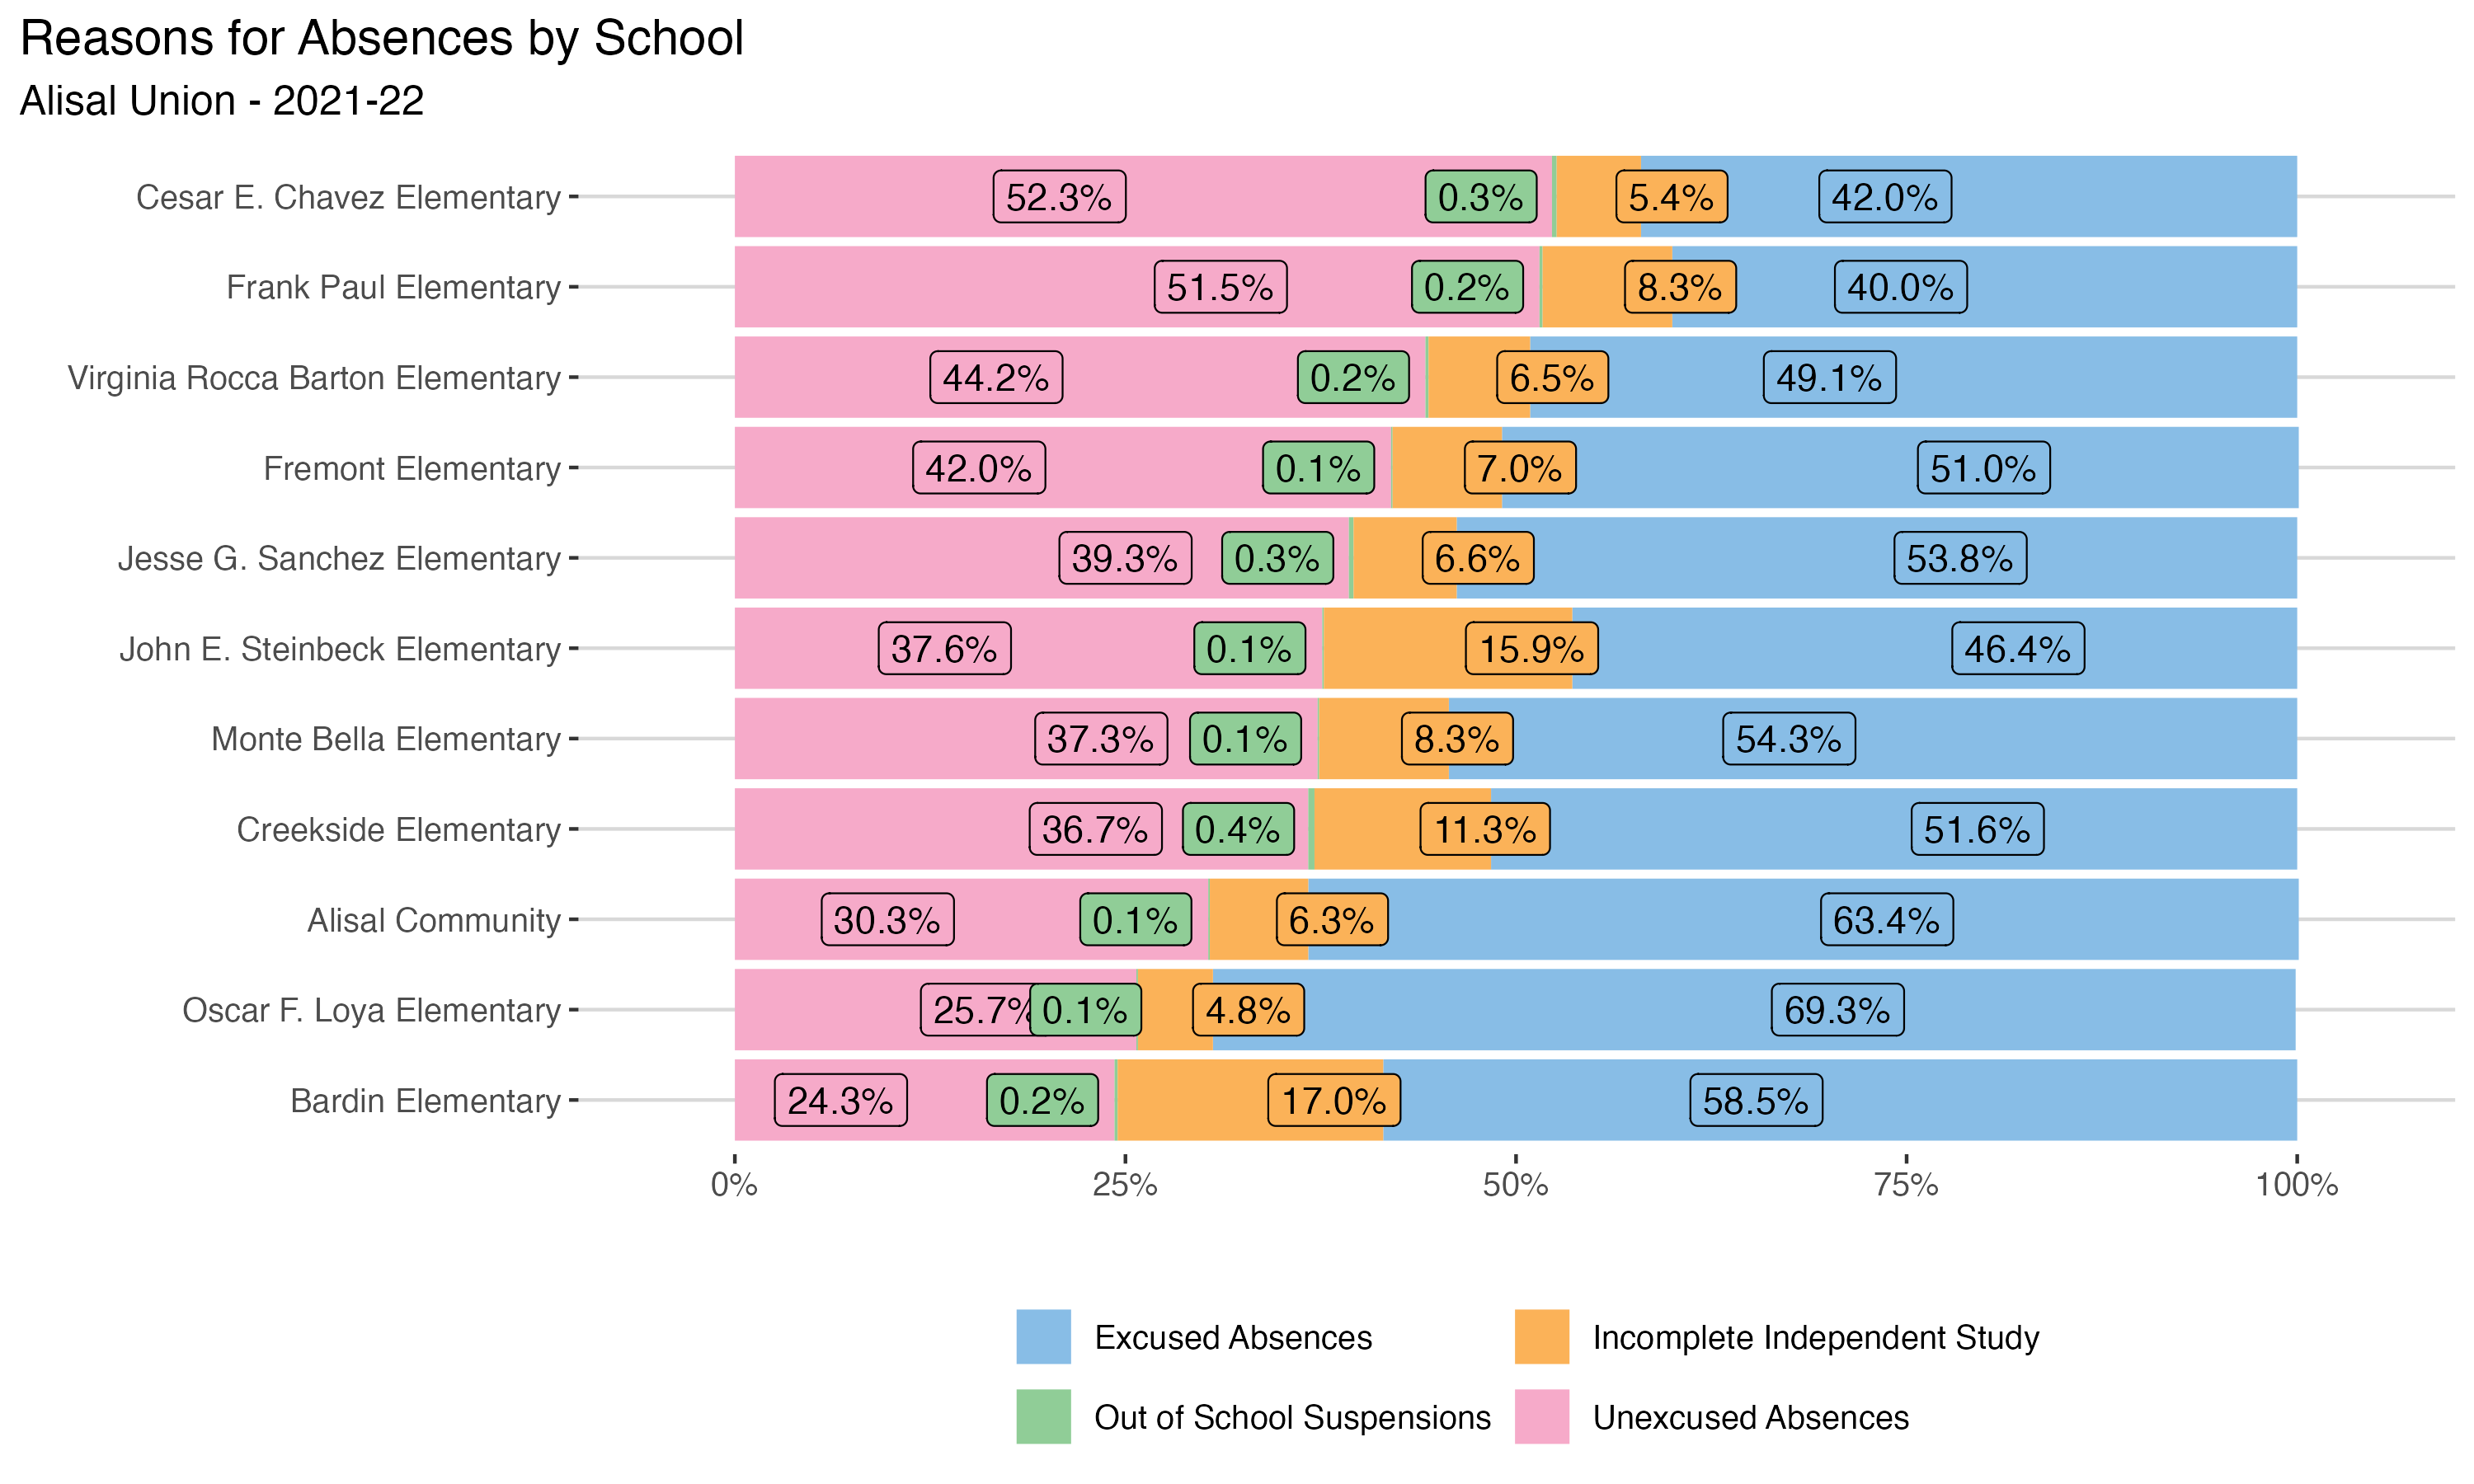 Reasons for Absences by School
Alisal Union - 2021-22
Cesar E. Chavez Elementary 52.3% 0.3% 5.4% 42.0%
Frank Paul Elementary 51.5% 0.2% 8.3% 40.0%
Virginia Rocca Barton Elementary 44.2% 0.2% 6.5% 49.1%
Fremont Elementary 42.0% 0.1% 7.0% 51.0%
Jesse G. Sanchez Elementary 39.3% 0.3% 6.6% 53.8%
John E. Steinbeck Elementary 37.6% 0.1% 15.9% 46.4%
Monte Bella Elementary 37.3% 0.1% 8.3% 54.3%
Creekside Elementary 36.7% 0.4% 11.3% 51.6%
Alisal Community 30.3% 0.1% 6.3% 63.4%
Oscar F. Loya Elementary 25.7% 0.1% 4.8% 69.3%
Bardin Elementary 24.3% 0.2% 17.0% 58.5%
0% 25% 50% 75% 100%
Excused Absences Incomplete Independent Study
Out of School Suspensions Unexcused Absences